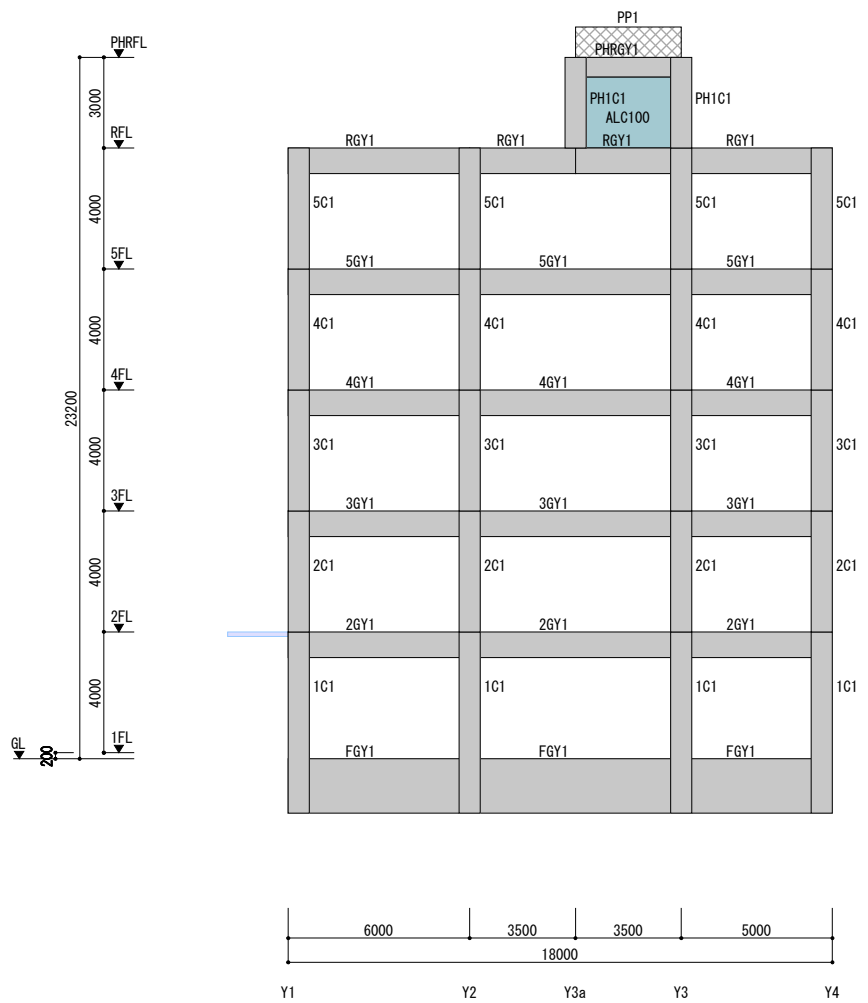 PP1
PHRFL
PHRGY1
3000
PH1C1 PH1C1
ALC100
RFL
RGY1 RGY1 RGY1 RGY1
4000
5C1 5C1 5C1 5C1
5FL
5GY1 5GY1 5GY1
4000
4C1 4C1 4C1 4C1
4FL
4GY1 4GY1 4GY1
23200
4000
3C1 3C1 3C1 3C1
3FL
3GY1 3GY1 3GY1
4000
2C1 2C1 2C1 2C1
2FL
2GY1 2GY1 2GY1
4000
1C1 1C1 1C1 1C1
GL
1FL
200
FGY1 FGY1 FGY1
6000 3500 3500 5000
18000
Y1 Y2 Y3a Y3 Y4